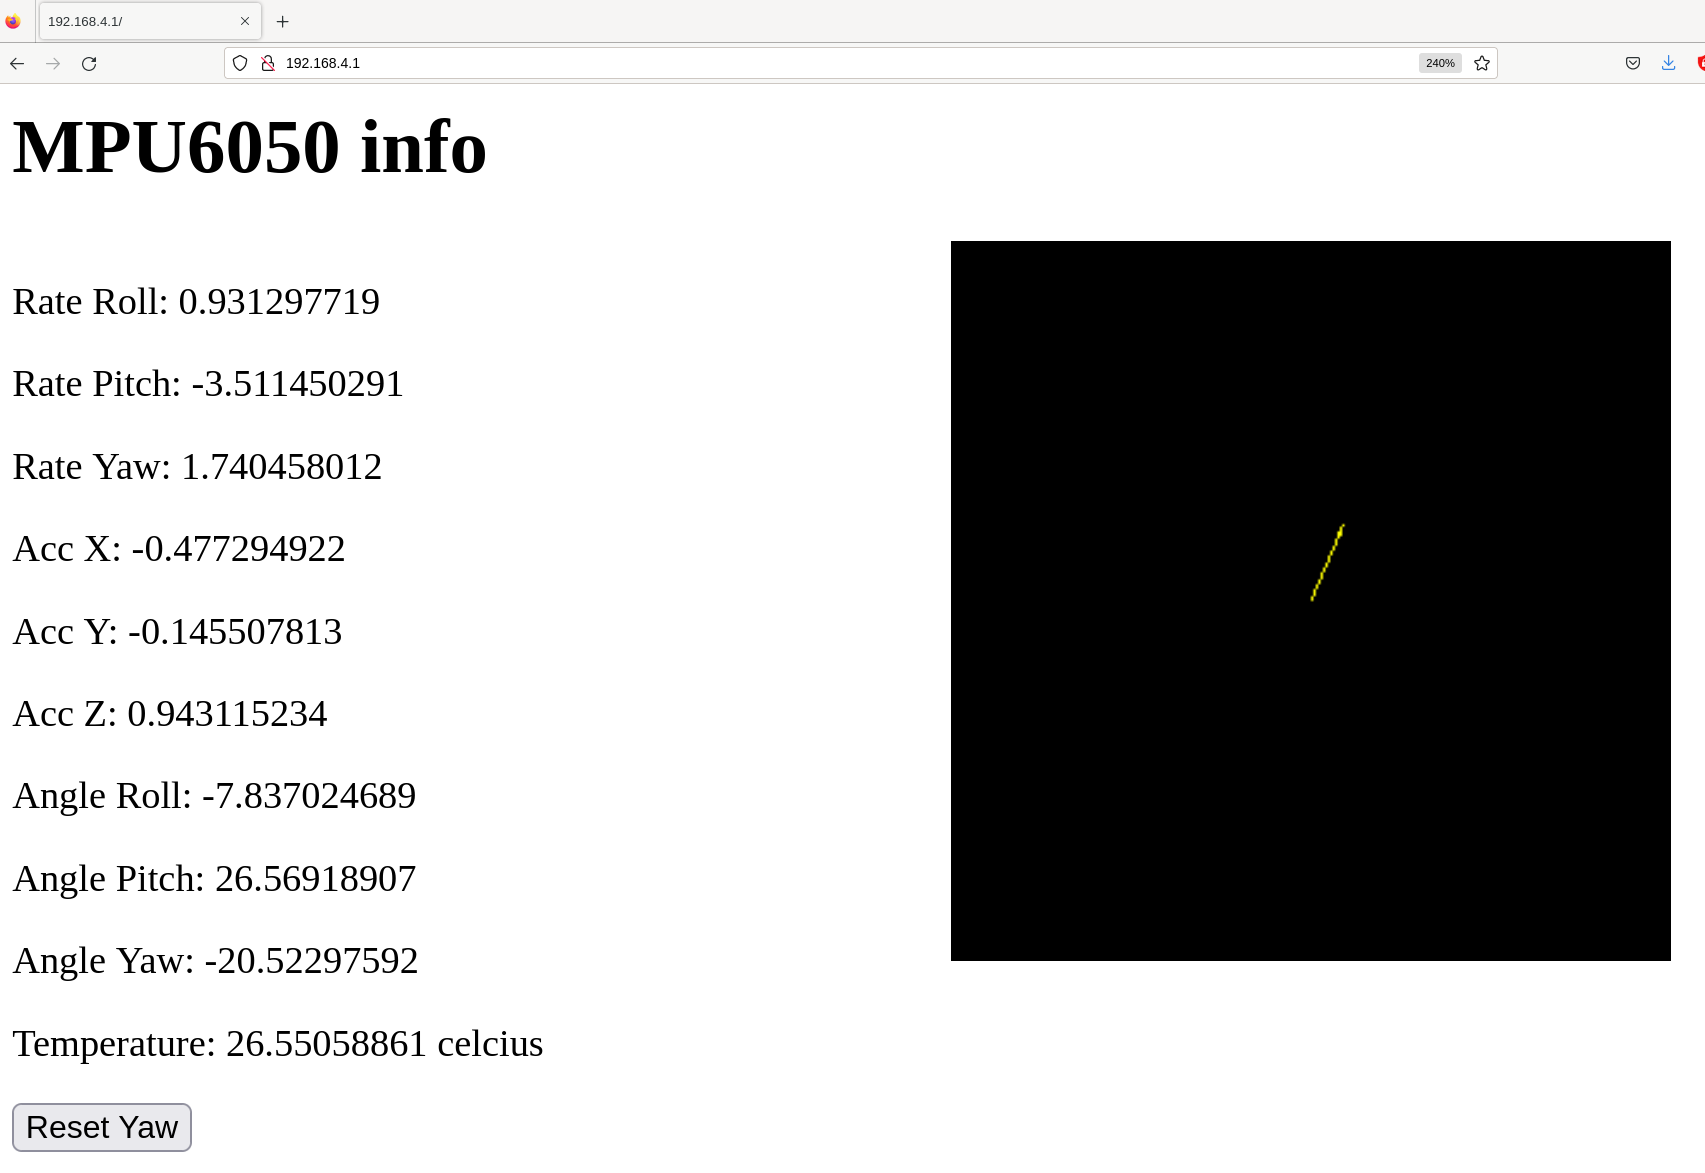 192.168.4.1/
192.168.4.1
240%
MPU6050 info
Rate Roll: 0.931297719
Rate Pitch: -3.511450291
Rate Yaw: 1.740458012
Acc X: -0.477294922
Acc Y: -0.145507813
Acc Z: 0.943115234
Angle Roll: -7.837024689
Angle Pitch: 26.56918907
Angle Yaw: -20.52297592
Temperature: 26.55058861 celcius
Reset Yaw